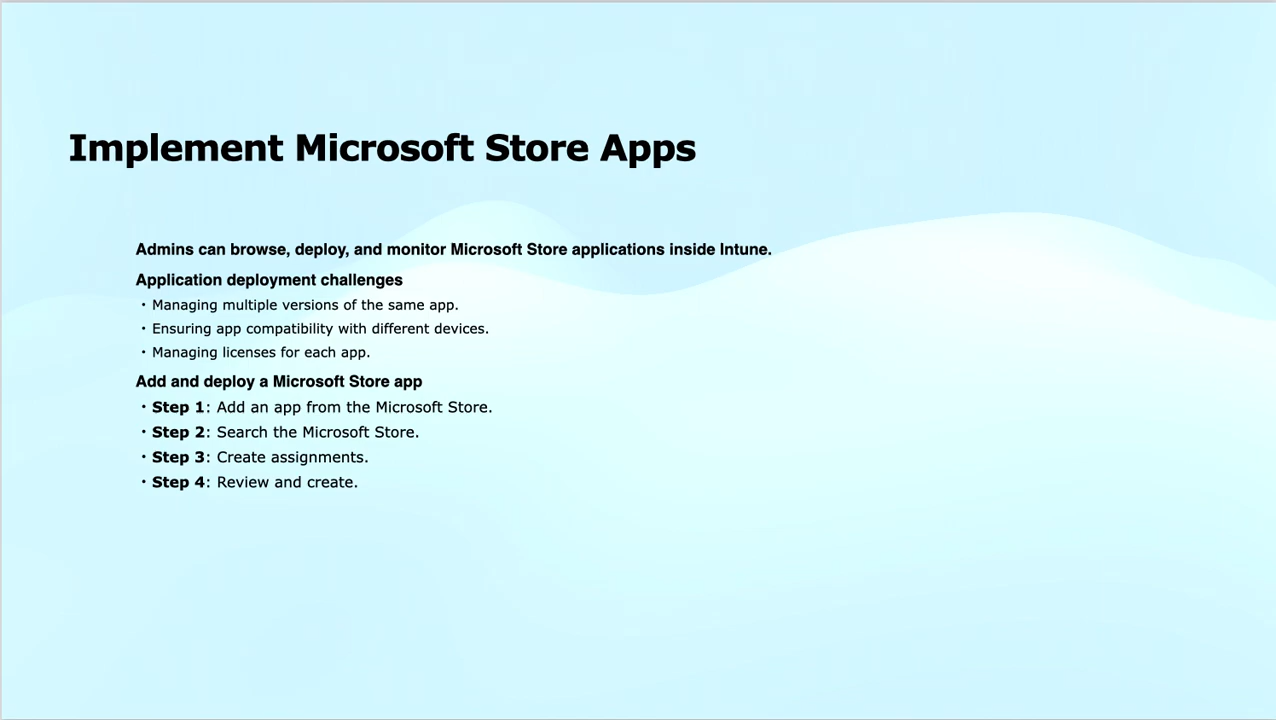 Implement Microsoft Store Apps
Admins can browse, deploy, and monitor Microsoft Store applications inside Intune.
Application deployment challenges
• Managing multiple versions of the same app.
• Ensuring app compatibility with different devices.
• Managing licenses for each app.
Add and deploy a Microsoft Store app
• Step 1: Add an app from the Microsoft Store.
• Step 2: Search the Microsoft Store.
• Step 3: Create assignments.
• Step 4: Review and create.